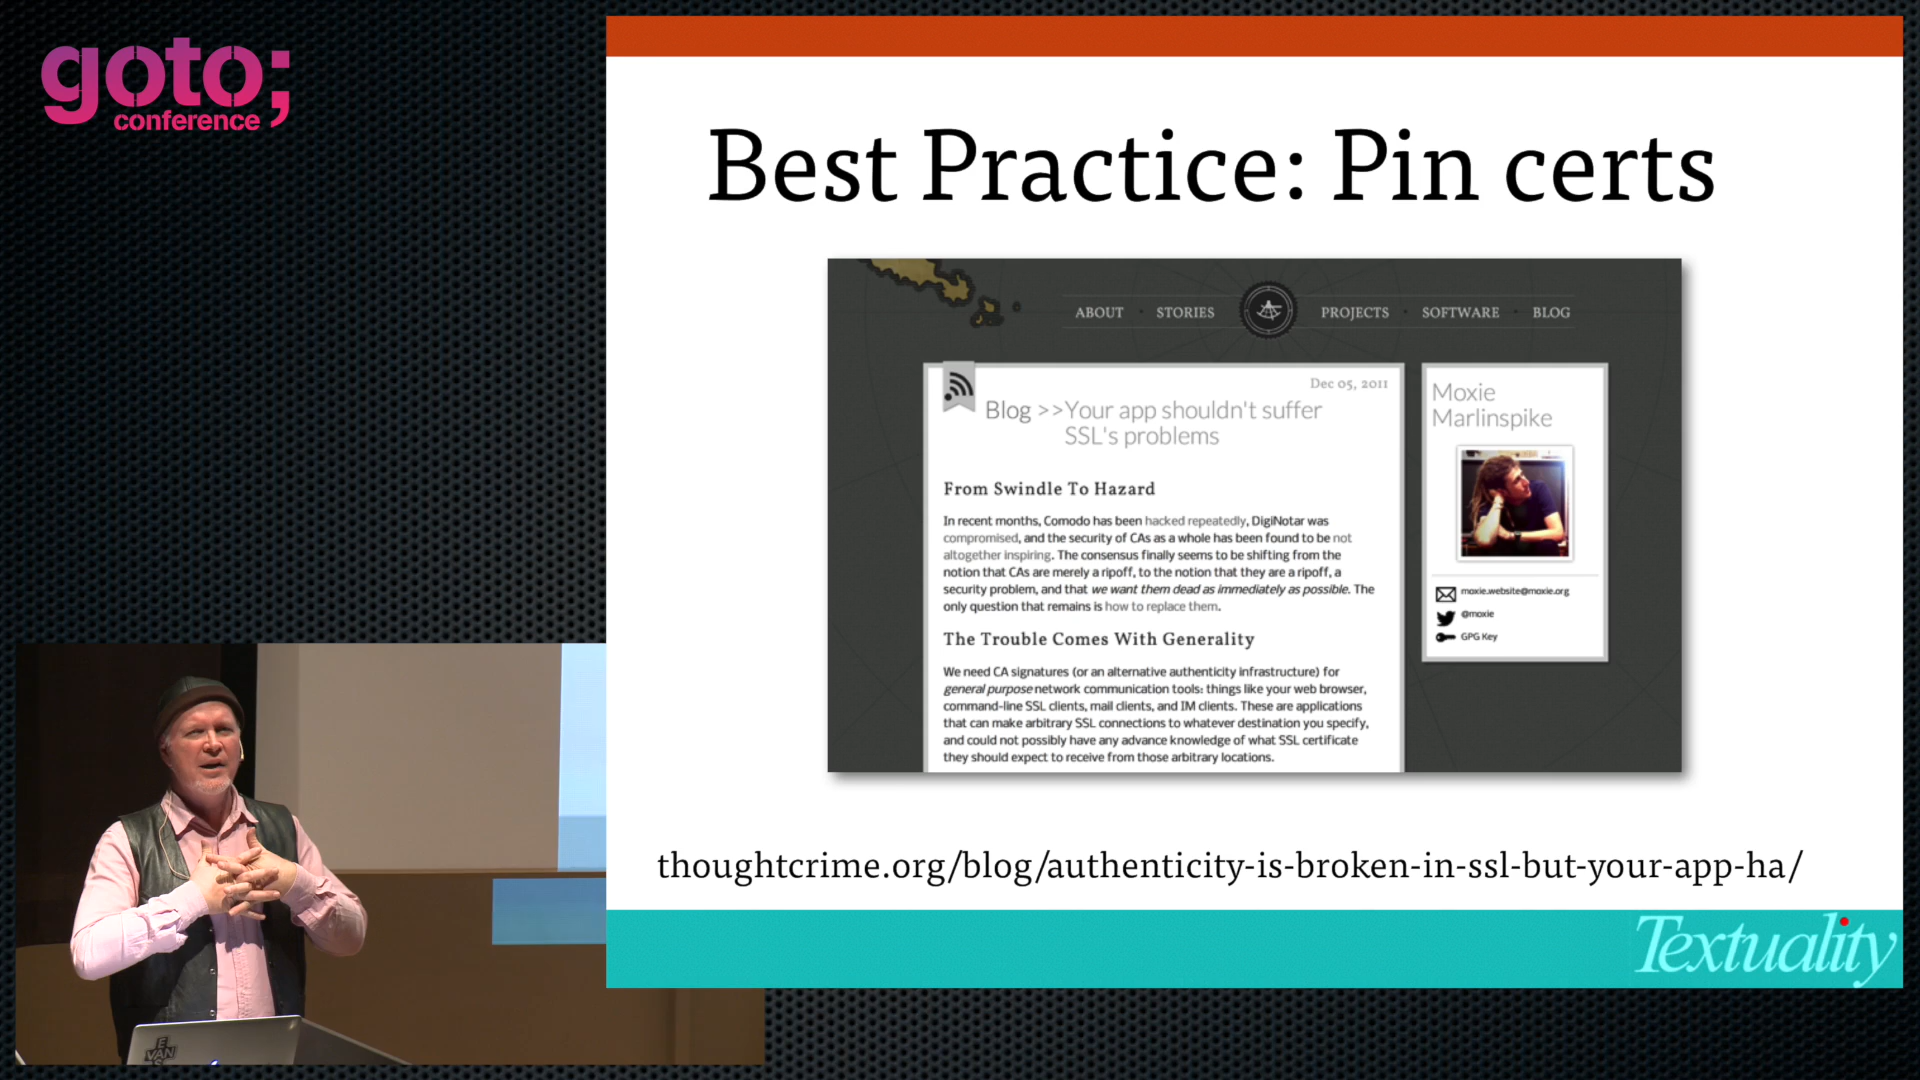 goto;
conference
Best Practice: Pin certs
ABOUT · STORIES PROJECTS · SOFTWARE · BLOG
Dec 05, 2011
Blog >>Your app shouldn't suffer
SSL's problems
From Swindle To Hazard
In recent months, Comodo has been hacked repeatedly, DigiNotar was
compromised, and the security of CAs as a whole has been found to be not
altogether inspiring. The consensus finally seems to be shifting from the
notion that CAs are merely a ripoff, to the notion that they are a ripoff, a
security problem, and that we want them dead as immediately as possible. The
only question that remains is how to replace them.
The Trouble Comes With Generality
We need CA signatures (or an alternative authenticity infrastructure) for
general purpose network communication tools: things like your web browser,
command-line SSL clients, mail clients, and IM clients. These are applications
that can make arbitrary SSL connections to whatever destination you specify,
and could not possibly have any advance knowledge of what SSL certificate
they should expect to receive from those arbitrary locations.
Moxie
Marlinspike
moxie.website@moxie.org
@moxie
GPG Key
thoughtcrime.org/blog/authenticity-is-broken-in-ssl-but-your-app-ha/
Textuality
E
VAN